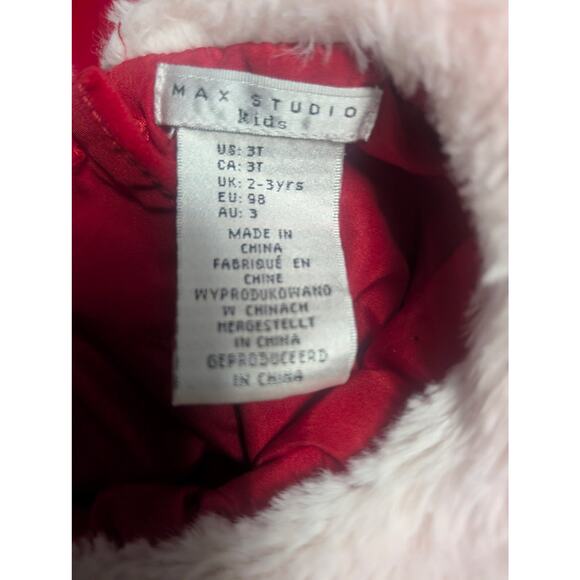 MAX STUDIO
kids
US: 3T
CA: 3T
UK: 2-3yrs
EU: 98
AU: 3
MADE IN
CHINA
FABRIQUÉ EN
CHINE
WYPRODUKOWANO
W CHINACH
HERGESTELLT
IN CHINA
GEPRODUCEERD
IN CHINA